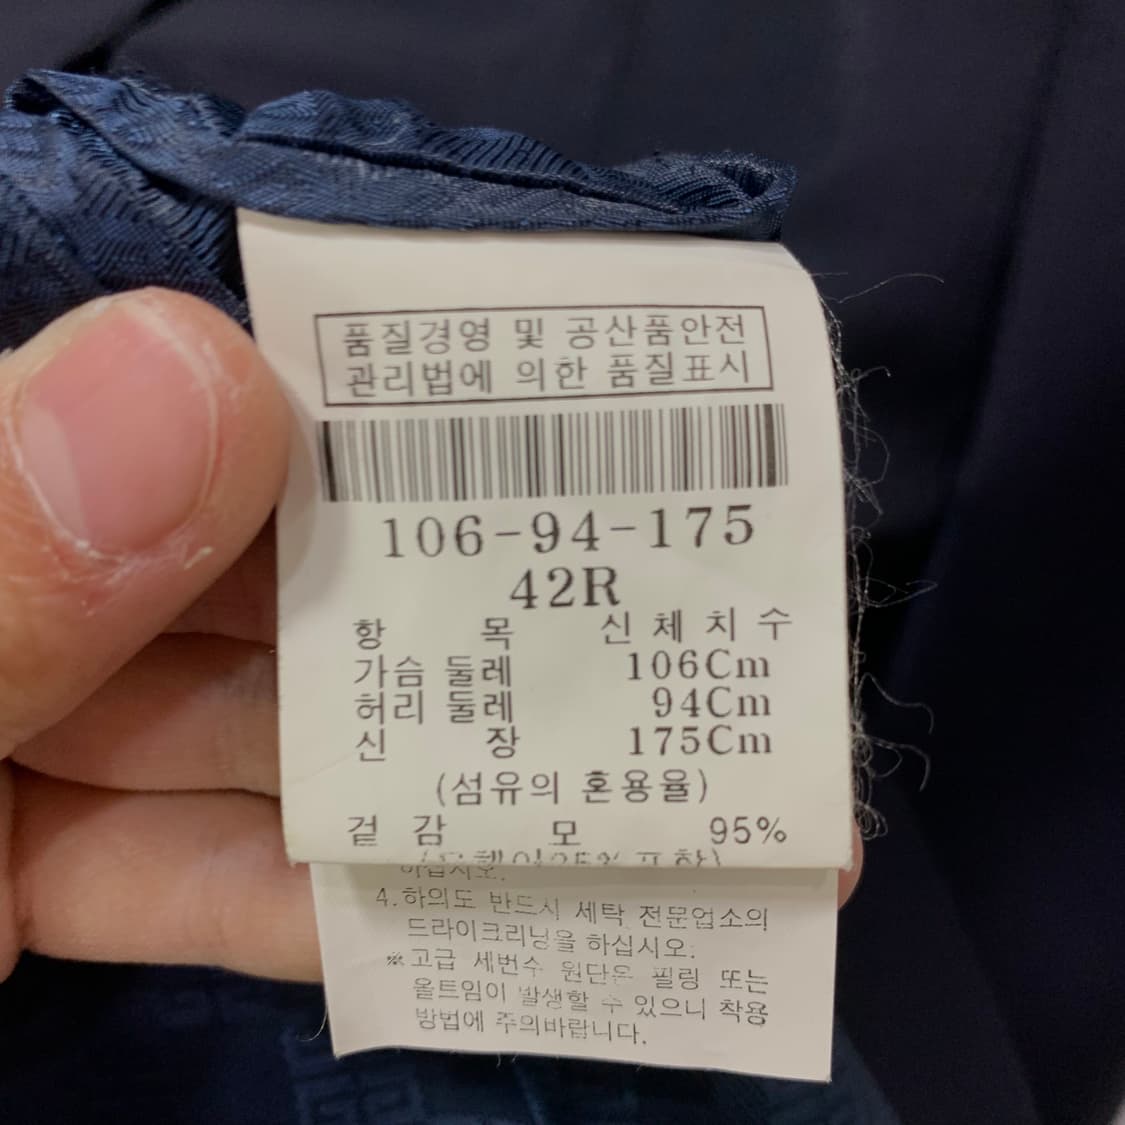 품질경영 및 공산품안전
관리법에 의한 품질표시
106-94-175
42R
항 목 신체치수
가슴 둘레 106Cm
허리 둘레 94Cm
신 장 175Cm
(섬유의 혼용율)
겉 감 모 95%
하십시오.
4.하의도 반드시 세탁 전문업소의
드라이크리닝을 하십시오.
※고급 세번수 원단은 필링 또는
올트임이 발생할 수 있으니 착용
방법에 주의바랍니다.